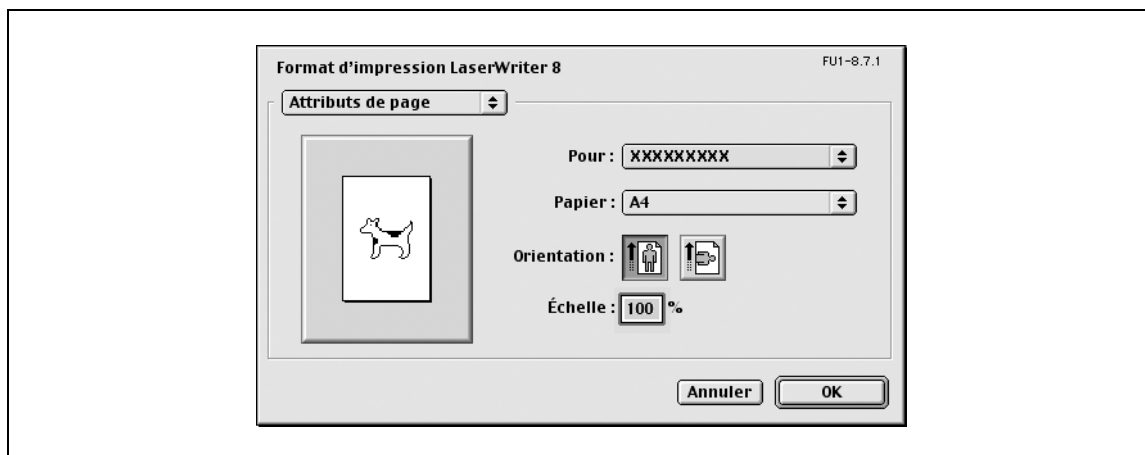 Format d'impression LaserWriter 8
FU1-8.7.1
Attributs de page
Pour : XXXXXXXXX
Papier : A4
Orientation :
Échelle : 100 %
Annuler
OK